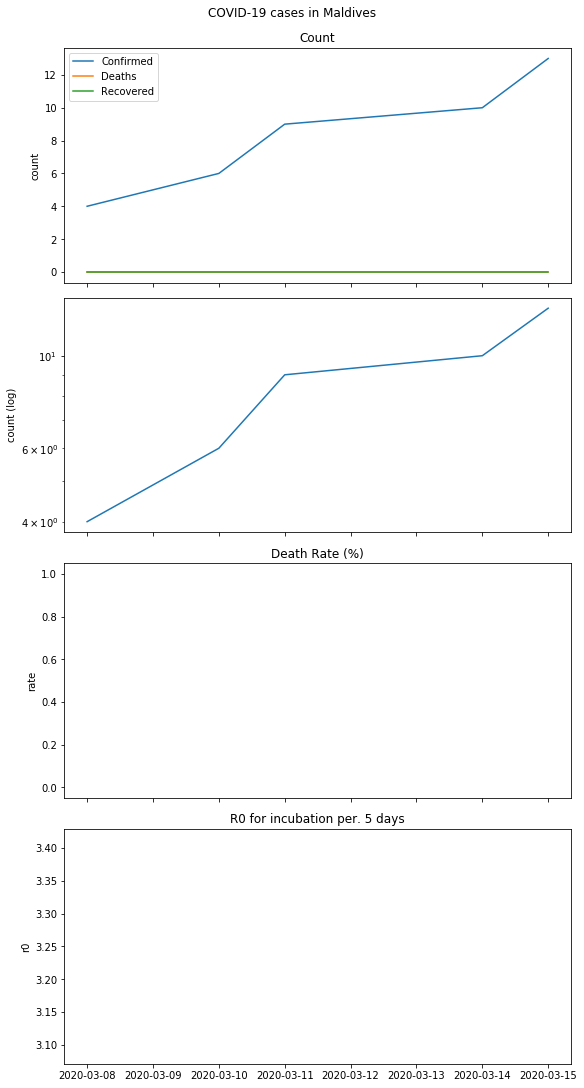 COVID-19 cases in Maldives
Count
Confirmed
Deaths
Recovered
12
10
8
6
4
2
0
count
10¹
6 × 10⁰
4 × 10⁰
count (log)
Death Rate (%)
1.0
0.8
0.6
0.4
0.2
0.0
rate
R0 for incubation per. 5 days
3.40
3.35
3.30
3.25
3.20
3.15
3.10
r0
2020-03-08 2020-03-09 2020-03-10 2020-03-11 2020-03-12 2020-03-13 2020-03-14 2020-03-15